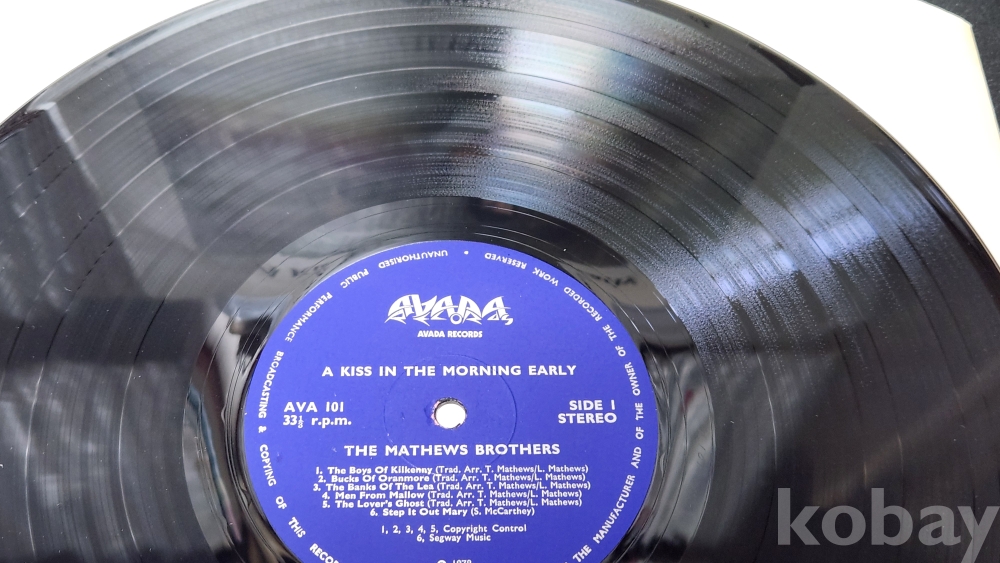 AVADA
AVADA RECORDS
A KISS IN THE MORNING EARLY
AVA 101
33⅓ r.p.m.
SIDE 1
STEREO
THE MATHEWS BROTHERS
1. The Boys Of Kilkenny (Trad. Arr. T. Mathews/L. Mathews)
2. Bucks Of Oranmore (Trad. Arr. T. Mathews/L. Mathews)
3. The Banks Of The Lea (Trad. Arr. T. Mathews/L. Mathews)
4. Men From Mallow (Trad. Arr. T. Mathews/L. Mathews)
5. The Lover's Ghost (Trad. Arr. T. Mathews/L. Mathews)
6. Step It Out Mary (S. McCarthey)
1, 2, 3, 4, 5, Copyright Control
6, Segway Music
THE MANUFACTURER AND OF THE OWNER OF THE RECORDED WORK RESERVED • UNAUTHORISED PUBLIC PERFORMANCE BROADCASTING & COPYING OF THIS
kobay